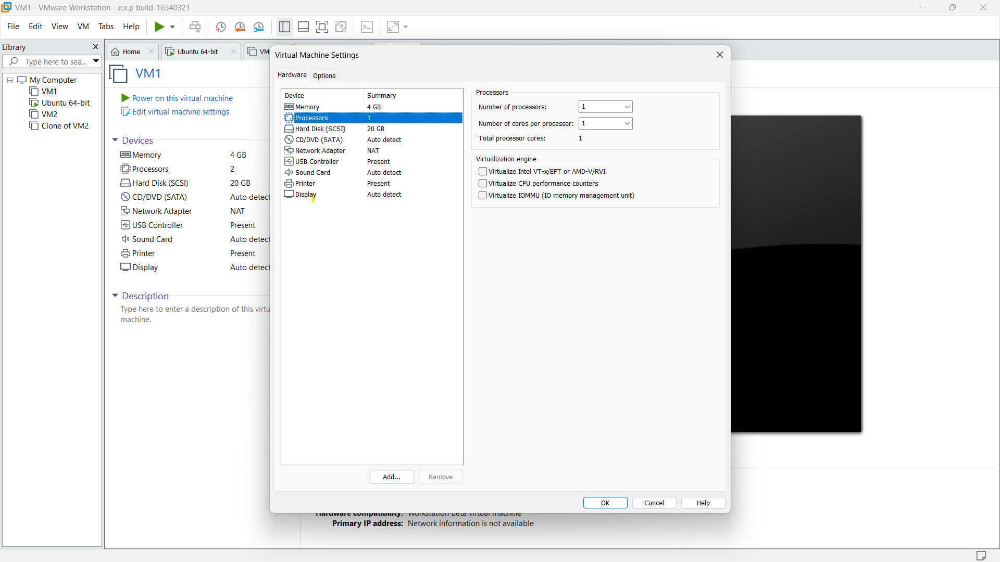 VM1 - VMware Workstation - e.x.p build-16540321
File Edit View VM Tabs Help
Library
Type here to sea...
My Computer
VM1
Ubuntu 64-bit
VM2
Clone of VM2
Home
Ubuntu 64-bit
VM1
Power on this virtual machine
Edit virtual machine settings
Devices
Memory 4 GB
Processors 2
Hard Disk (SCSI) 20 GB
CD/DVD (SATA) Auto detect
Network Adapter NAT
USB Controller Present
Sound Card Auto detect
Printer Present
Display Auto detect
Description
Type here to enter a description of this virtu
machine.
Virtual Machine Settings
Hardware Options
Device Summary
Memory 4 GB
Processors 1
Hard Disk (SCSI) 20 GB
CD/DVD (SATA) Auto detect
Network Adapter NAT
USB Controller Present
Sound Card Auto detect
Printer Present
Display Auto detect
Add... Remove
Processors
Number of processors: 1
Number of cores per processor: 1
Total processor cores: 1
Virtualization engine
Virtualize Intel VT-x/EPT or AMD-V/RVI
Virtualize CPU performance counters
Virtualize IOMMU (IO memory management unit)
OK Cancel Help
Hardware compatibility: Workstation Beta virtual machine
Primary IP address: Network information is not available